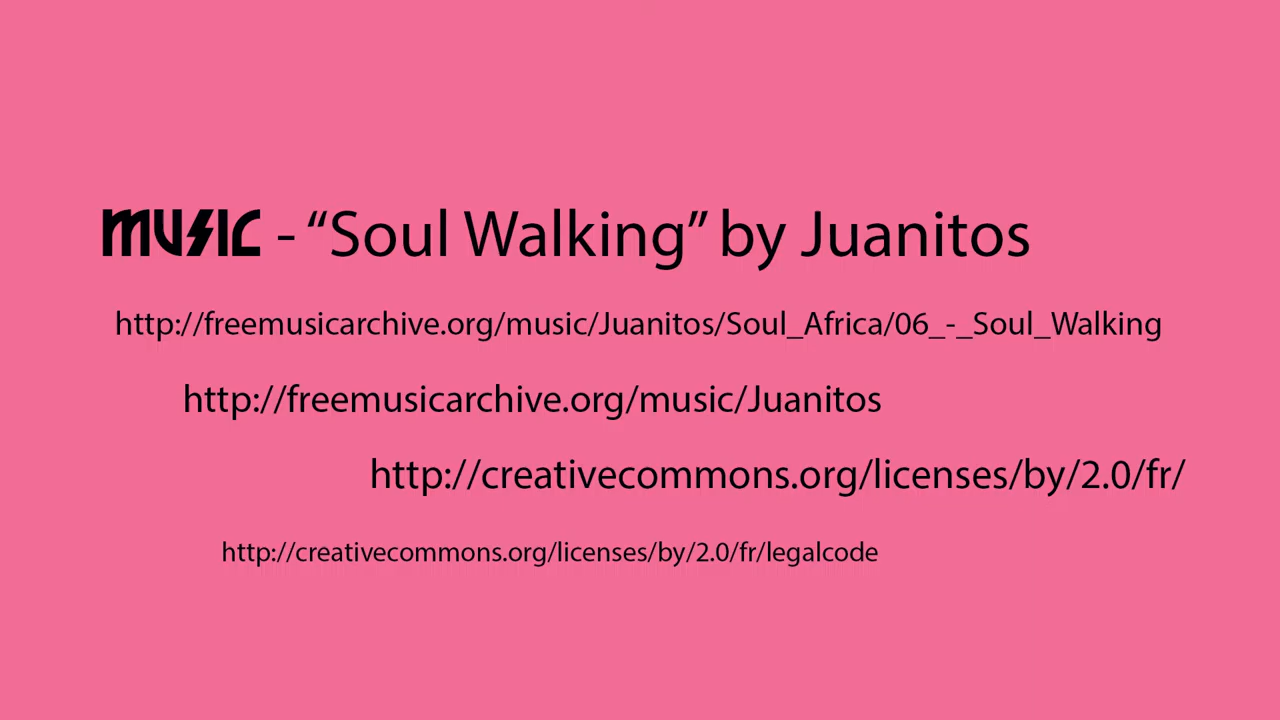 MUSIC - “Soul Walking” by Juanitos
http://freemusicarchive.org/music/Juanitos/Soul_Africa/06_-_Soul_Walking
http://freemusicarchive.org/music/Juanitos
http://creativecommons.org/licenses/by/2.0/fr/
http://creativecommons.org/licenses/by/2.0/fr/legalcode